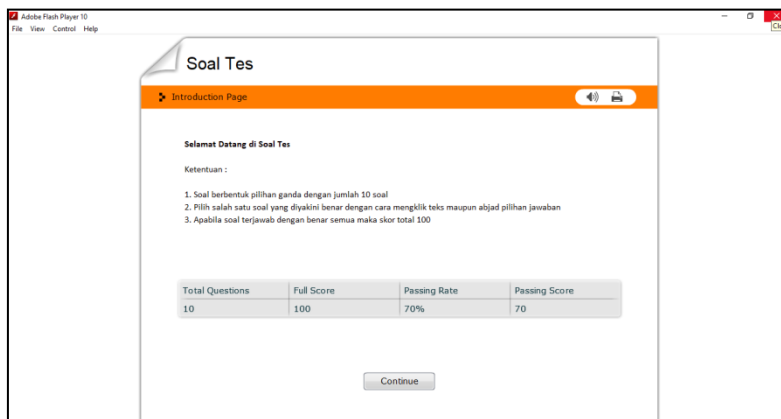 Adobe Flash Player 10
File View Control Help
Clo
Soal Tes
Introduction Page
Selamat Datang di Soal Tes
Ketentuan :
1. Soal berbentuk pilihan ganda dengan jumlah 10 soal
2. Pilih salah satu soal yang diyakini benar dengan cara mengklik teks maupun abjad pilihan jawaban
3. Apabila soal terjawab dengan benar semua maka skor total 100
Total Questions Full Score Passing Rate Passing Score
10 100 70% 70
Continue